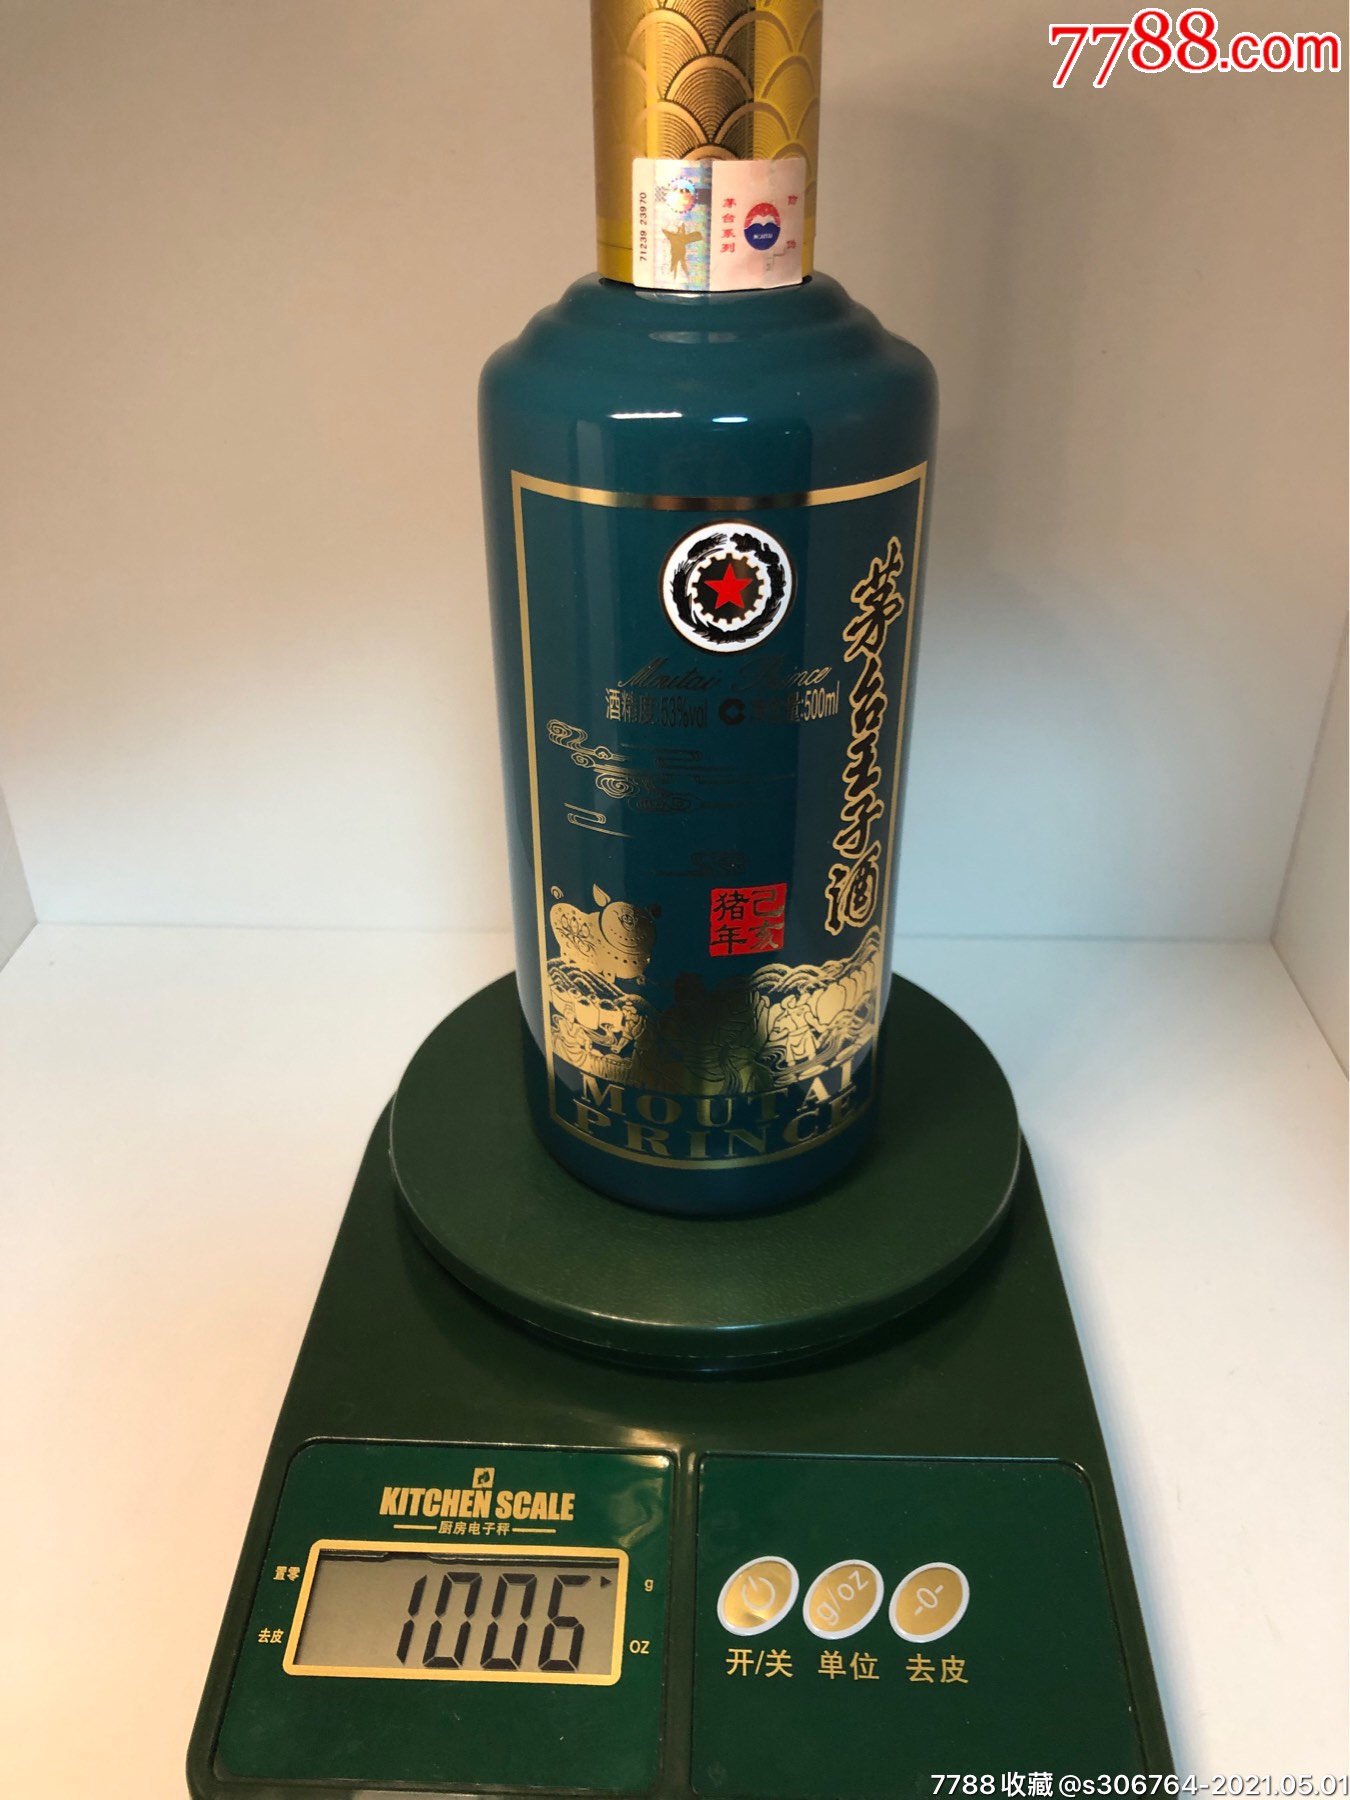 7788.com
71239 23970
茅台系列
Moutai Prince
酒精度:53%vol
500ml
茅台王子酒
己亥
猪年
MOUTAI
PRINCE
KITCHEN SCALE
厨房电子秤
置零
g
1006
去皮
OZ
g/oz
-0-
开/关 单位 去皮
7788收藏@s306764-2021.05.01